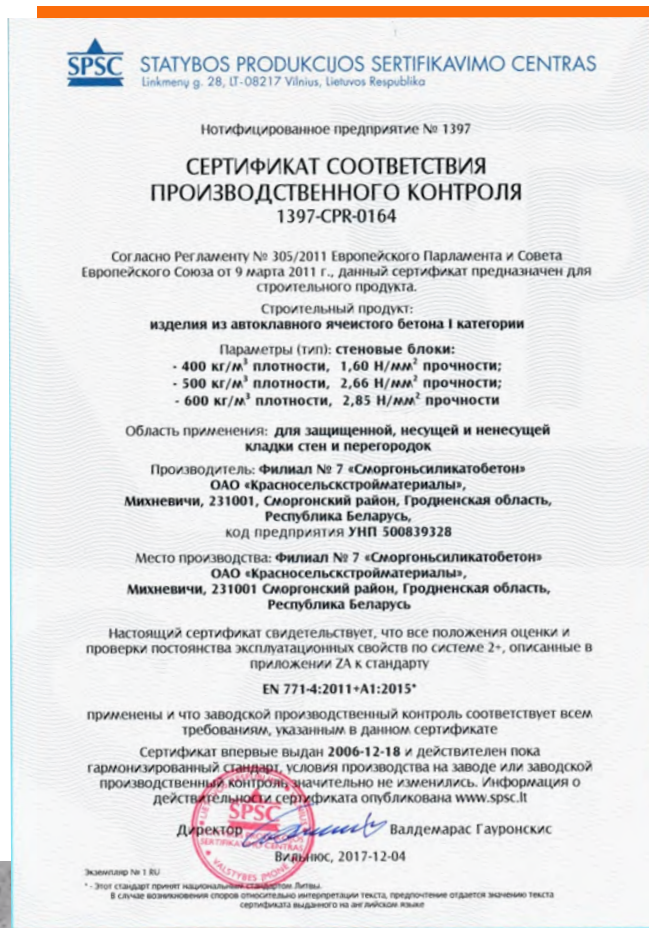 SPSC STATYBOS PRODUKCIJOS SERTIFIKAVIMO CENTRAS
Linkmenų g. 28, LT-08217 Vilnius, Lietuvos Respublika
Нотифицированное предприятие № 1397
СЕРТИФИКАТ СООТВЕТСТВИЯ
ПРОИЗВОДСТВЕННОГО КОНТРОЛЯ
1397-CPR-0164
Согласно Регламенту № 305/2011 Европейского Парламента и Совета
Европейского Союза от 9 марта 2011 г., данный сертификат предназначен для
строительного продукта.
Строительный продукт:
изделия из автоклавного ячеистого бетона I категории
Параметры (тип): стеновые блоки:
- 400 кг/м³ плотности, 1,60 Н/мм² прочности;
- 500 кг/м³ плотности, 2,66 Н/мм² прочности;
- 600 кг/м³ плотности, 2,85 Н/мм² прочности
Область применения: для защищенной, несущей и ненесущей
кладки стен и перегородок
Производитель: Филиал № 7 «Сморгоньсиликатобетон»
ОАО «Красносельскстройматериалы»,
Михневичи, 231001, Сморгонский район, Гродненская область,
Республика Беларусь,
код предприятия УНП 500839328
Место производства: Филиал № 7 «Сморгоньсиликатобетон»
ОАО «Красносельскстройматериалы»,
Михневичи, 231001 Сморгонский район, Гродненская область,
Республика Беларусь
Настоящий сертификат свидетельствует, что все положения оценки и
проверки постоянства эксплуатационных свойств по системе 2+, описанные в
приложении ZA к стандарту
EN 771-4:2011+A1:2015*
применены и что заводской производственный контроль соответствует всем
требованиям, указанным в данном сертификате
Сертификат впервые выдан 2006-12-18 и действителен пока
гармонизированный стандарт, условия производства на заводе или заводской
производственный контроль значительно не изменились. Информация о
действительности сертификата опубликована www.spsc.lt
SPSC
Директор Валдемарас Гауронскис
Вильнюс, 2017-12-04
Экземпляр № 1 RU
* - Этот стандарт принят национальным стандартом Литвы.
В случае возникновения споров относительно интерпретации текста, предпочтение отдается значению текста
сертификата выданного на английском языке